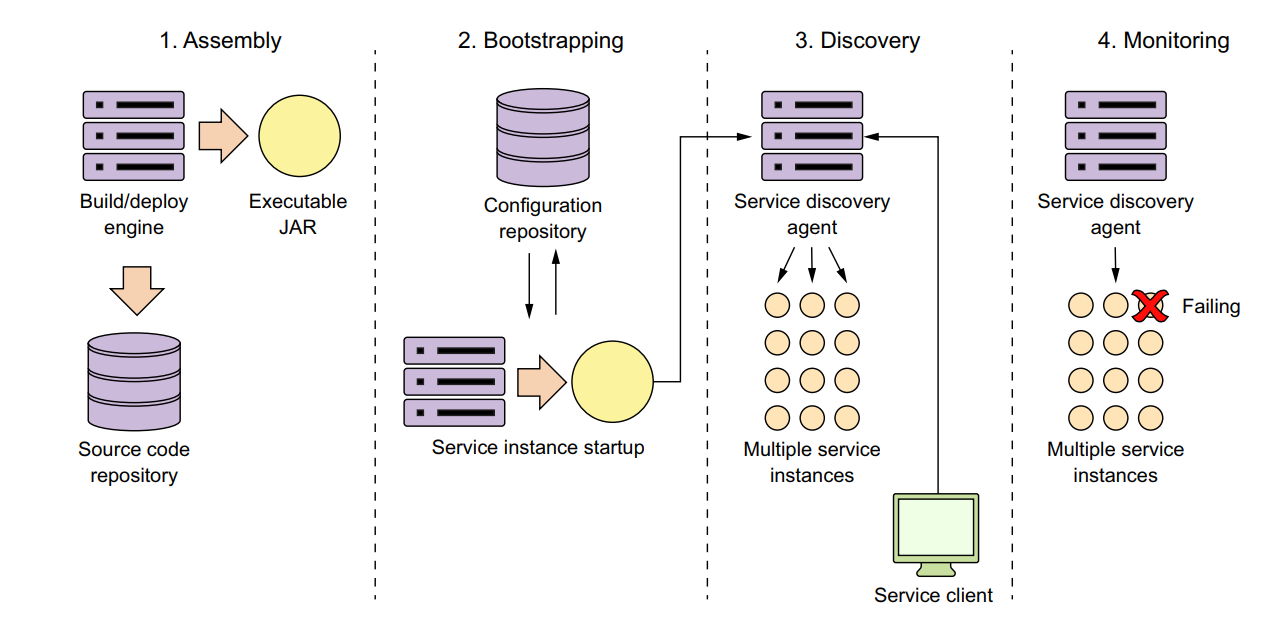 1. Assembly
Build/deploy
engine
Executable
JAR
Source code
repository
2. Bootstrapping
Configuration
repository
Service instance startup
3. Discovery
Service discovery
agent
Multiple service
instances
Service client
4. Monitoring
Service discovery
agent
Failing
Multiple service
instances